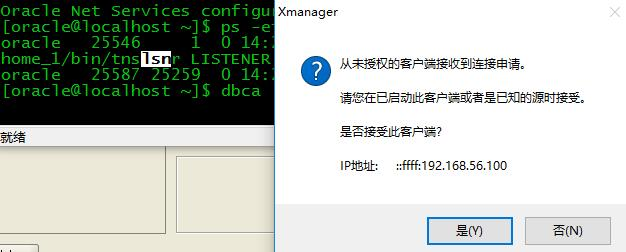 Oracle Net Services configur
[oracle@localhost ~]$ ps -e
oracle   25546     1  0 14:2
home_1/bin/tnslsnr LISTENER
oracle   25587 25259  0 14:2
[oracle@localhost ~]$ dbca
就绪
Xmanager
从未授权的客户端接收到连接申请。
请您在已启动此客户端或者是已知的源时接受。
是否接受此客户端?
IP地址:    ::ffff:192.168.56.100
是(Y)
否(N)